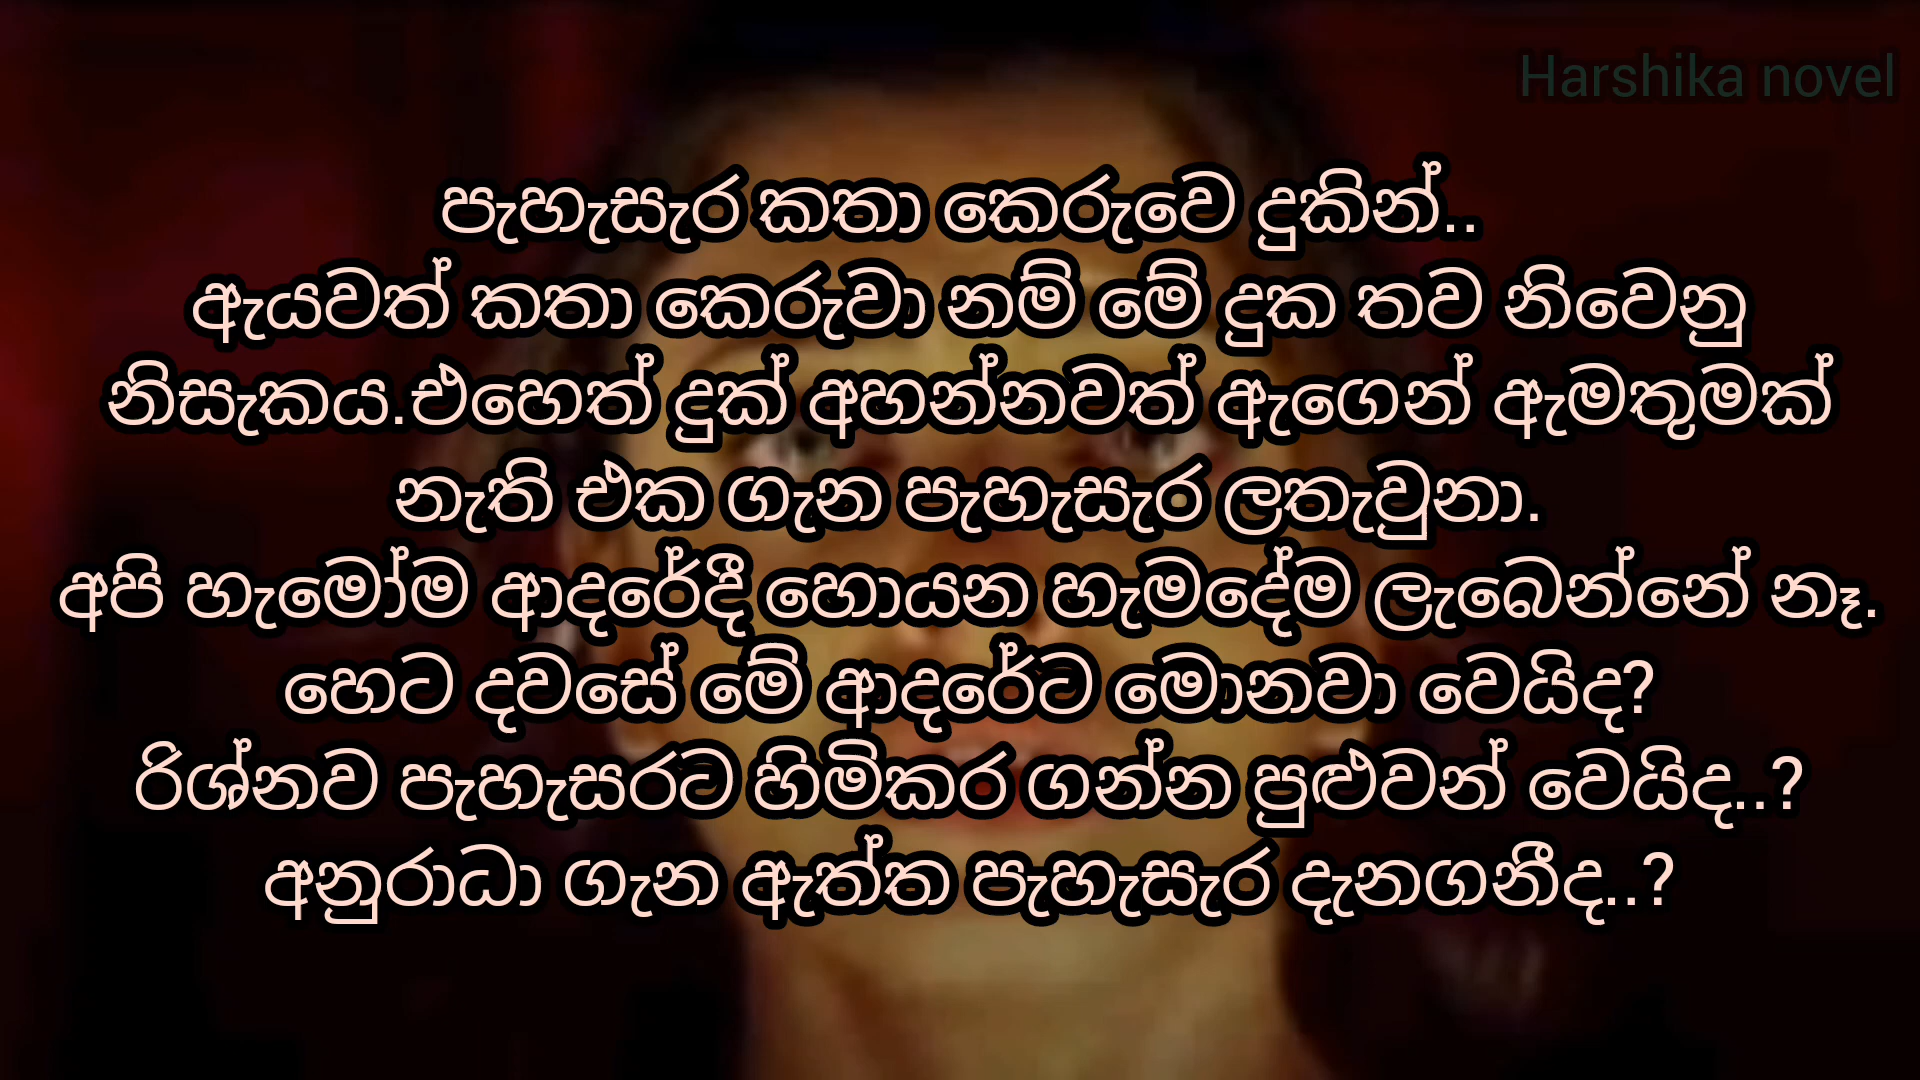 Harshika novel
පැහැසැර කතා කෙරුවෙ දුකින්..
ඇයවත් කතා කෙරුවා නම් මේ දුක තව නිවෙනු
නිසැකය.එහෙත් දුක් අහන්නවත් ඇගෙන් ඇමතුමක්
නැති එක ගැන පැහැසැර ලතැවුනා.
අපි හැමෝම ආදරේදී හොයන හැමදේම ලැබෙන්නේ නෑ.
හෙට දවසේ මේ ආදරේට මොනවා වෙයිද?
රිශ්නව පැහැසරට හිමිකර ගන්න පුළුවන් වෙයිද..?
අනුරාධා ගැන ඇත්ත පැහැසැර දැනගනීද..?